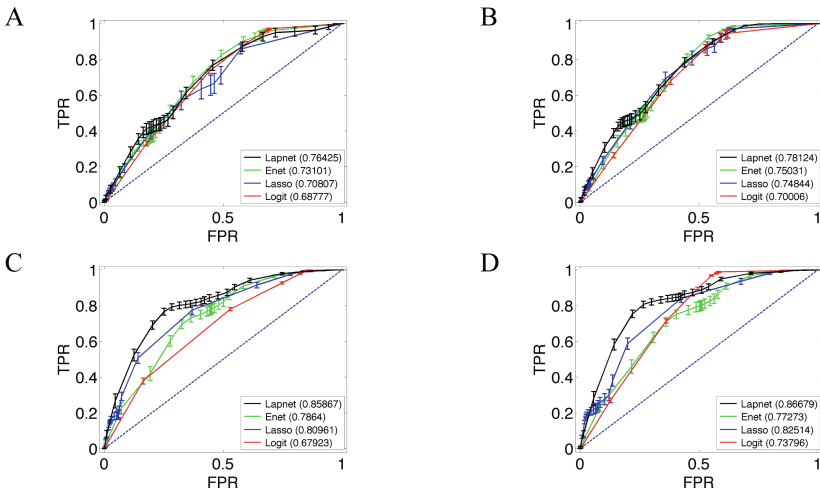 A
1
0.8
0.6
0.4
0.2
0
TPR
0
0.5
1
FPR
Lapnet (0.76425)
Enet (0.73101)
Lasso (0.70807)
Logit (0.68777)
B
1
0.8
0.6
0.4
0.2
0
TPR
0
0.5
1
FPR
Lapnet (0.78124)
Enet (0.75031)
Lasso (0.74844)
Logit (0.70006)
C
1
0.8
0.6
0.4
0.2
0
TPR
0
0.5
1
FPR
Lapnet (0.85867)
Enet (0.7864)
Lasso (0.80961)
Logit (0.67923)
D
1
0.8
0.6
0.4
0.2
0
TPR
0
0.5
1
FPR
Lapnet (0.86679)
Enet (0.77273)
Lasso (0.82514)
Logit (0.73796)